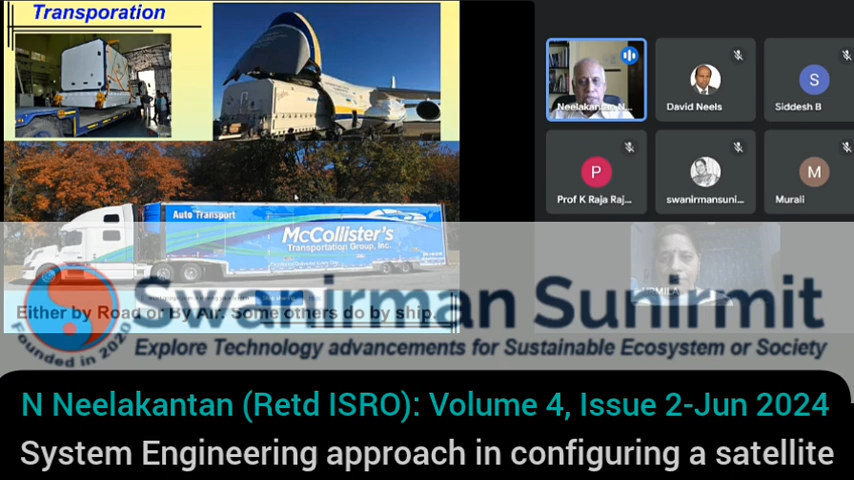 Transporation
Neelakantan N...
David Neels
S
Siddesh B
P
Prof K Raja Raj...
swanirmansuni...
M
Murali
Auto Transport
McCollister's
Transportation Group, Inc.
URMILA
Either by Road or By Air. Some others do by ship.
Swanirman Sunirmit
Founded in 2020
Explore Technology advancements for Sustainable Ecosystem or Society
N Neelakantan (Retd ISRO): Volume 4, Issue 2-Jun 2024
System Engineering approach in configuring a satellite